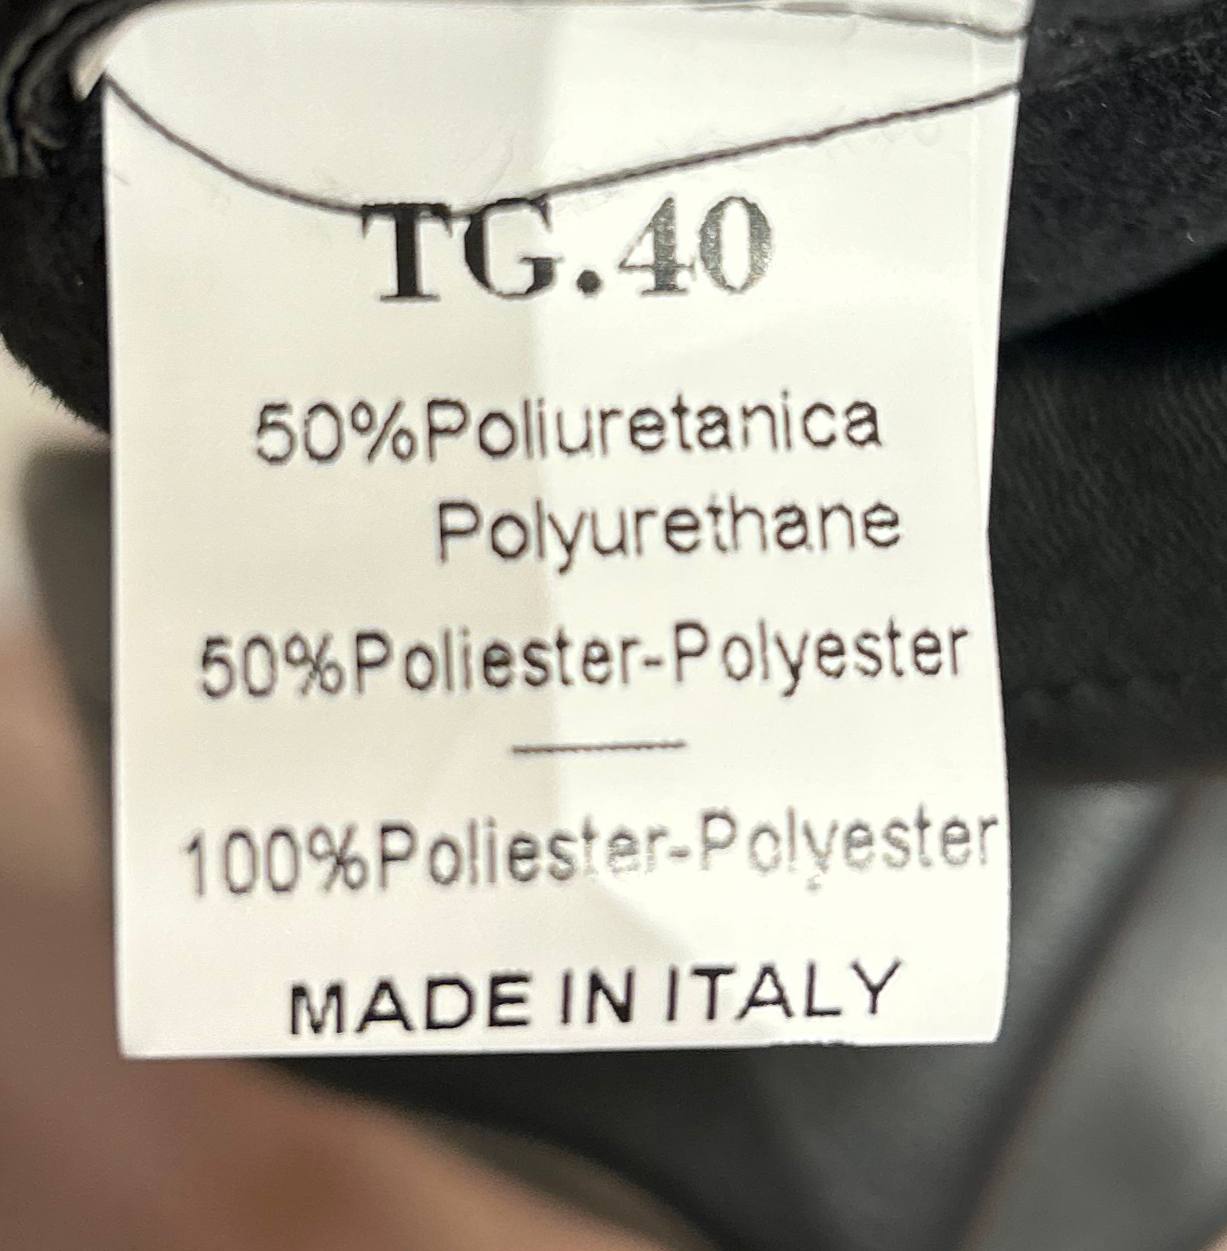 TG.40
50%Poliuretanica
Polyurethane
50%Poliester-Polyester
100%Poliester-Polyester
MADE IN ITALY